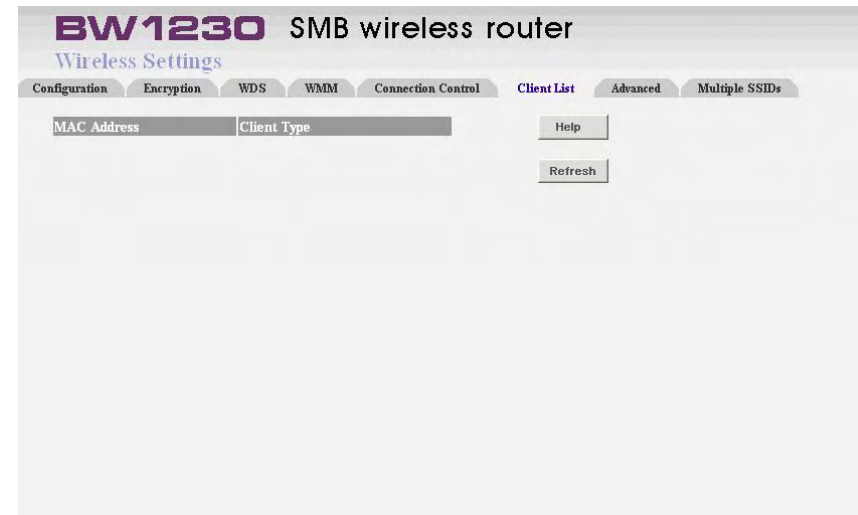 BW1230 SMB wireless router
Wireless Settings
Configuration Encryption WDS WMM Connection Control Client List Advanced Multiple SSIDs
MAC Address Client Type Help
Refresh